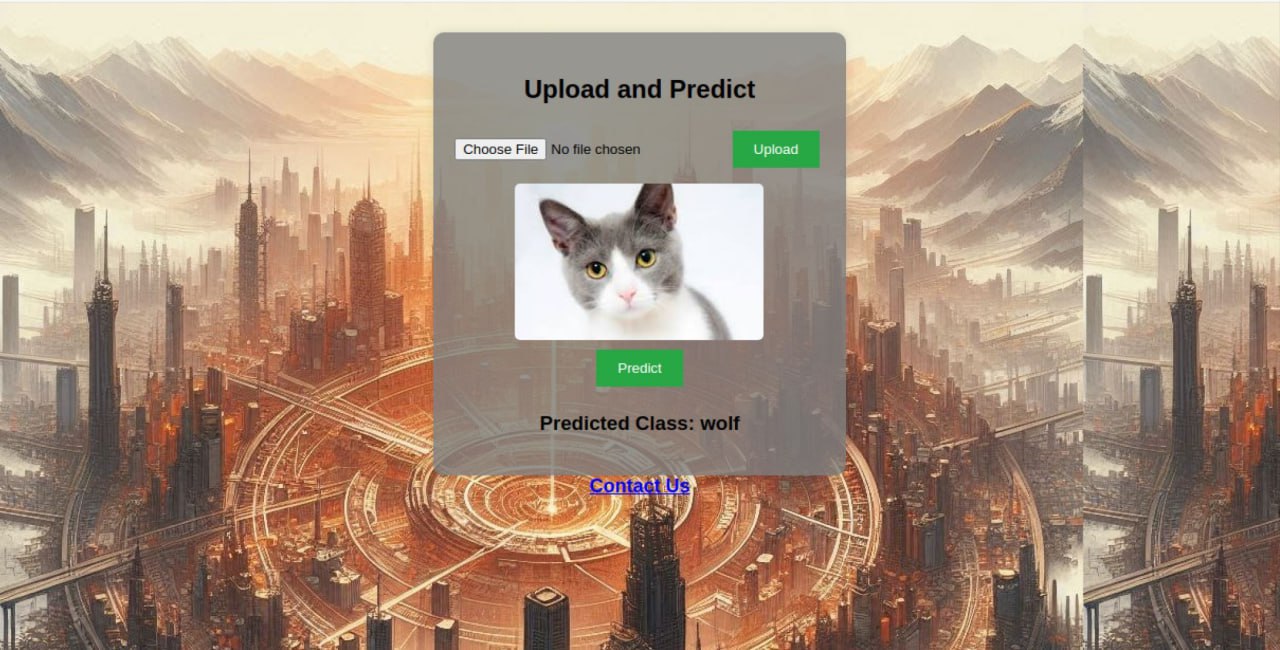 Upload and Predict
Choose File No file chosen Upload
Predict
Predicted Class: wolf
Contact Us